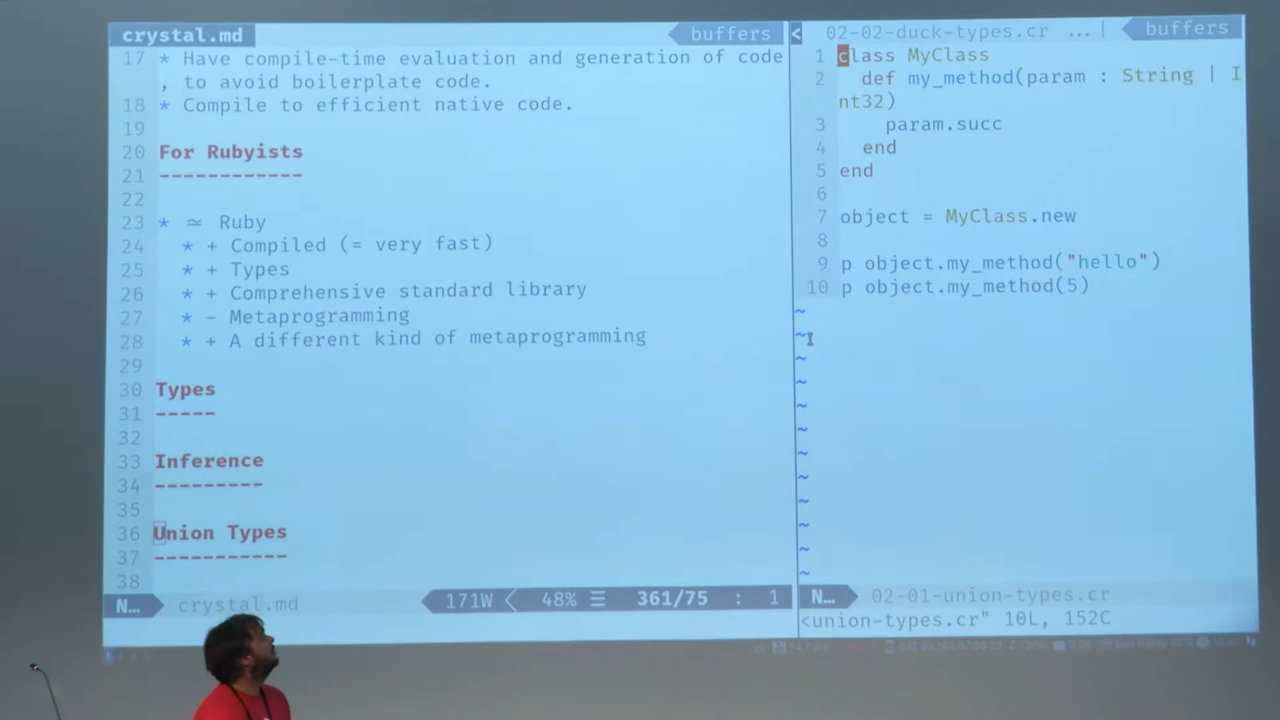 crystal.md
buffers
17 * Have compile-time evaluation and generation of code
, to avoid boilerplate code.
18 * Compile to efficient native code.
19
20 For Rubyists
21 ------------
22
23 * ≃ Ruby
24 * + Compiled (= very fast)
25 * + Types
26 * + Comprehensive standard library
27 * - Metaprogramming
28 * + A different kind of metaprogramming
29
30 Types
31 -----
32
33 Inference
34 ---------
35
36 Union Types
37 -----------
38
N... crystal.md 171W 48% ☰ 361/75 : 1
< 02-02-duck-types.cr ... | buffers
1 class MyClass
2 def my_method(param : String | I
nt32)
3 param.succ
4 end
5 end
6
7 object = MyClass.new
8
9 p object.my_method("hello")
10 p object.my_method(5)
~
~
~
~
~
~
~
~
~
~
~
~
N... 02-01-union-types.cr
<union-types.cr" 10L, 152C